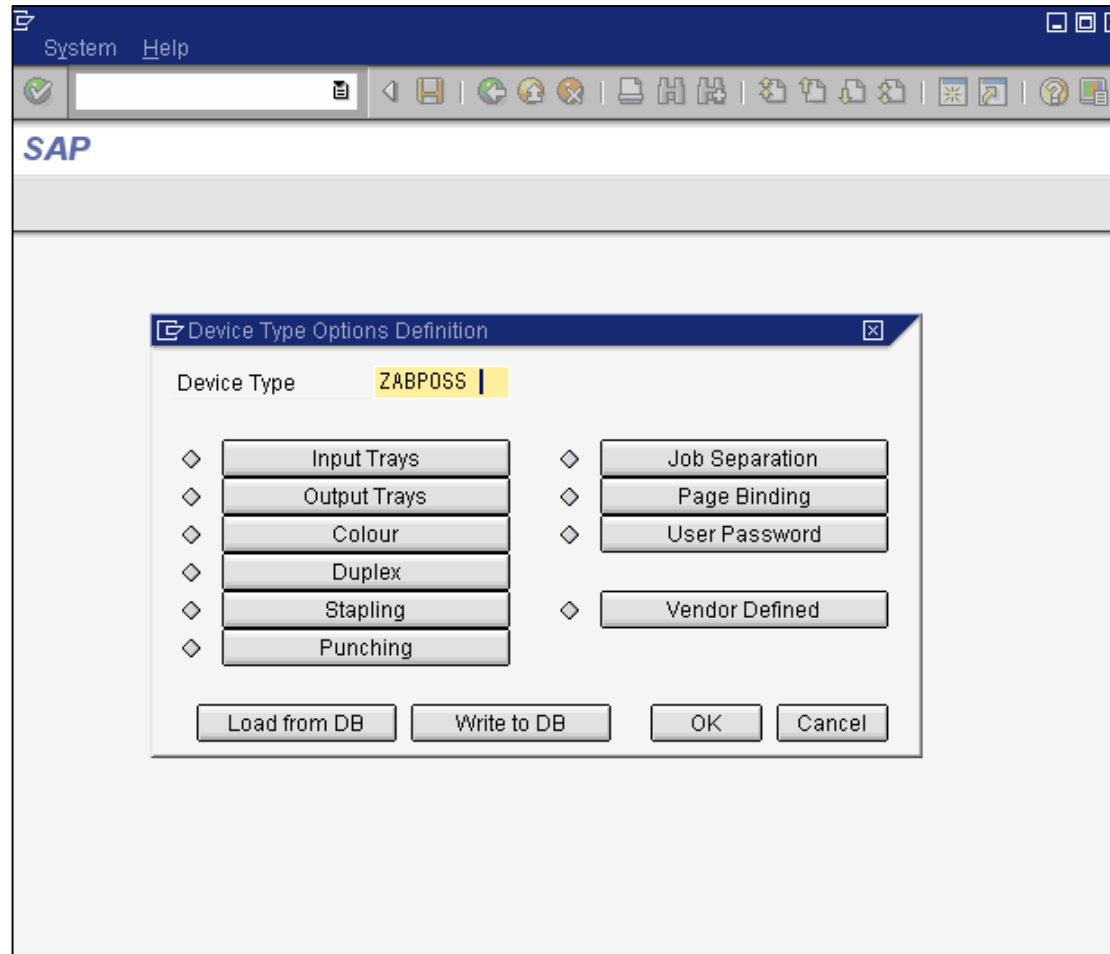 System Help
SAP
Device Type Options Definition
Device Type ZABPOSS
Input Trays Job Separation
Output Trays Page Binding
Colour User Password
Duplex
Stapling Vendor Defined
Punching
Load from DB Write to DB OK Cancel